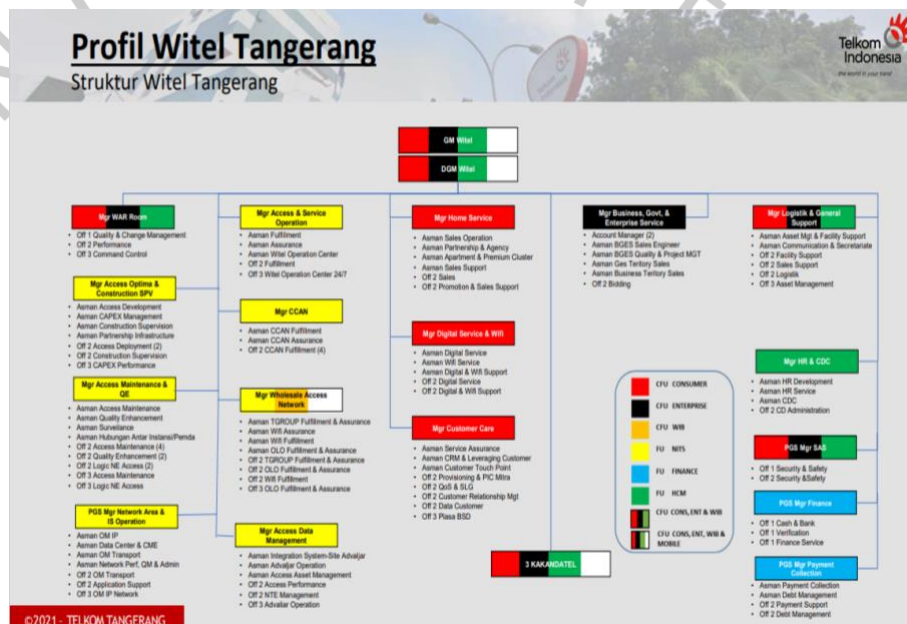 Profil Witel Tangerang
Struktur Witel Tangerang
Telkom
Indonesia
the world in your hand
GM Witel
DGM Witel
Mgr WAR Room
• Off 1 Quality & Change Management
• Off 2 Performance
• Off 3 Command Control
Mgr Access Optima &
Construction SPV
• Asman Access Development
• Asman CAPEX Management
• Asman Construction Supervision
• Asman Partnership Infrastructure
• Off 2 Access Deployment (2)
• Off 2 Construction Supervision
• Off 3 CAPEX Performance
Mgr Access Maintenance &
QE
• Asman Access Maintenance
• Asman Quality Enhancement
• Asman Surveilance
• Asman Hubungan Antar Instansi/Pemda
• Off 2 Access Maintenance (4)
• Off 2 Quality Enhancement (2)
• Off 2 Logic NE Access (2)
• Off 3 Access Maintenance
• Off 3 Logic NE Access
PGS Mgr Network Area &
IS Operation
• Asman OM IP
• Asman Data Center & CME
• Asman OM Transport
• Asman Network Perf, QM & Admin
• Off 2 OM Transport
• Off 2 Application Support
• Off 3 OM IP Network
Mgr Access & Service
Operation
• Asman Fulfillment
• Asman Assurance
• Asman Witel Operation Center
• Off 2 Fulfillment
• Off 3 Witel Operation Center 24/7
Mgr CCAN
• Asman CCAN Fulfillment
• Asman CCAN Assurance
• Off 2 CCAN Fulfillment (4)
Mgr Wholesale Access
Network
• Asman TGROUP Fulfillment & Assurance
• Asman Wifi Assurance
• Asman Wifi Fulfillment
• Asman OLO Fulfillment & Assurance
• Off 2 TGROUP Fulfillment & Assurance
• Off 2 OLO Fulfillment & Assurance
• Off 2 Wifi Fulfillment
• Off 3 OLO Fulfillment & Assurance
Mgr Access Data
Management
• Asman Integration System-Site Advaljar
• Asman Advaljar Operation
• Asman Access Asset Management
• Off 2 Access Performance
• Off 2 NTE Management
• Off 3 Advaljar Operation
Mgr Home Service
• Asman Sales Operation
• Asman Partnership & Agency
• Asman Apartment & Premium Cluster
• Asman Sales Support
• Off 2 Sales
• Off 2 Promotion & Sales Support
Mgr Digital Service & Wifi
• Asman Digital Service
• Asman Wifi Service
• Asman Digital & Wifi Support
• Off 2 Digital Service
• Off 2 Digital & Wifi Support
Mgr Customer Care
• Asman Service Assurance
• Asman CRM & Leveraging Customer
• Asman Customer Touch Point
• Off 2 Provisioning & PIC Mitra
• Off 2 QoS & SLG
• Off 2 Customer Relationship Mgt
• Off 2 Data Customer
• Off 3 Plasa BSD
3 KAKANDATEL
Mgr Business, Govt, &
Enterprise Service
• Account Manager (2)
• Asman BGES Sales Engineer
• Asman BGES Quality & Project MGT
• Asman Ges Teritory Sales
• Asman Business Teritory Sales
• Off 2 Bidding
CFU CONSUMER
CFU ENTERPRISE
CFU WIB
FU NITS
FU FINANCE
FU HCM
CFU CONS, ENT & WIB
CFU CONS, ENT, WIB &
MOBILE
Mgr Logistik & General
Support
• Asman Asset Mgt & Facility Support
• Asman Communication & Secretariate
• Off 2 Facility Support
• Off 2 Sales Support
• Off 2 Logistik
• Off 3 Asset Management
Mgr HR & CDC
• Asman HR Development
• Asman HR Service
• Asman CDC
• Off 2 CD Administration
PGS Mgr SAS
• Off 1 Security & Safety
• Off 2 Security &Safety
PGS Mgr Finance
• Off 1 Cash & Bank
• Off 1 Verification
• Off 1 Finance Service
PGS Mgr Payment
Collection
• Asman Payment Collection
• Asman Debt Management
• Off 2 Payment Support
• Off 2 Debt Management
©2021 - TELKOM TANGERANG